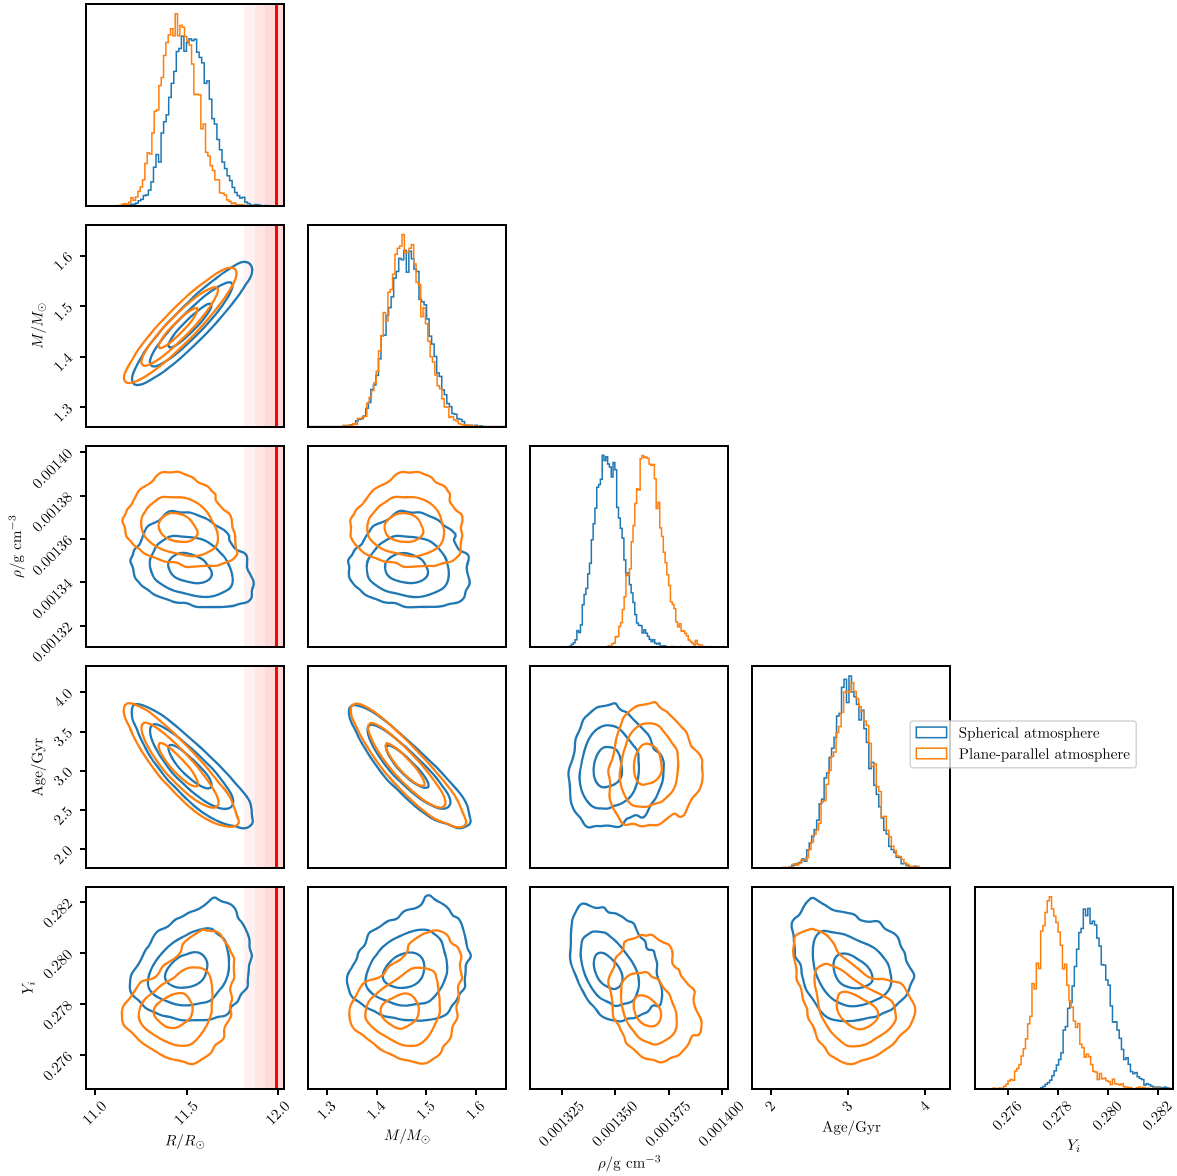 M/M⊙
1.6
1.5
1.4
1.3
ρ/g cm⁻³
0.00140
0.00138
0.00136
0.00134
0.00132
Age/Gyr
4.0
3.5
3.0
2.5
2.0
Spherical atmosphere
Plane-parallel atmosphere
Yᵢ
0.282
0.280
0.278
0.276
11.0 11.5 12.0
R/R⊙
1.3 1.4 1.5 1.6
M/M⊙
0.001325 0.001350 0.001375 0.001400
ρ/g cm⁻³
2 3 4
Age/Gyr
0.276 0.278 0.280 0.282
Yᵢ